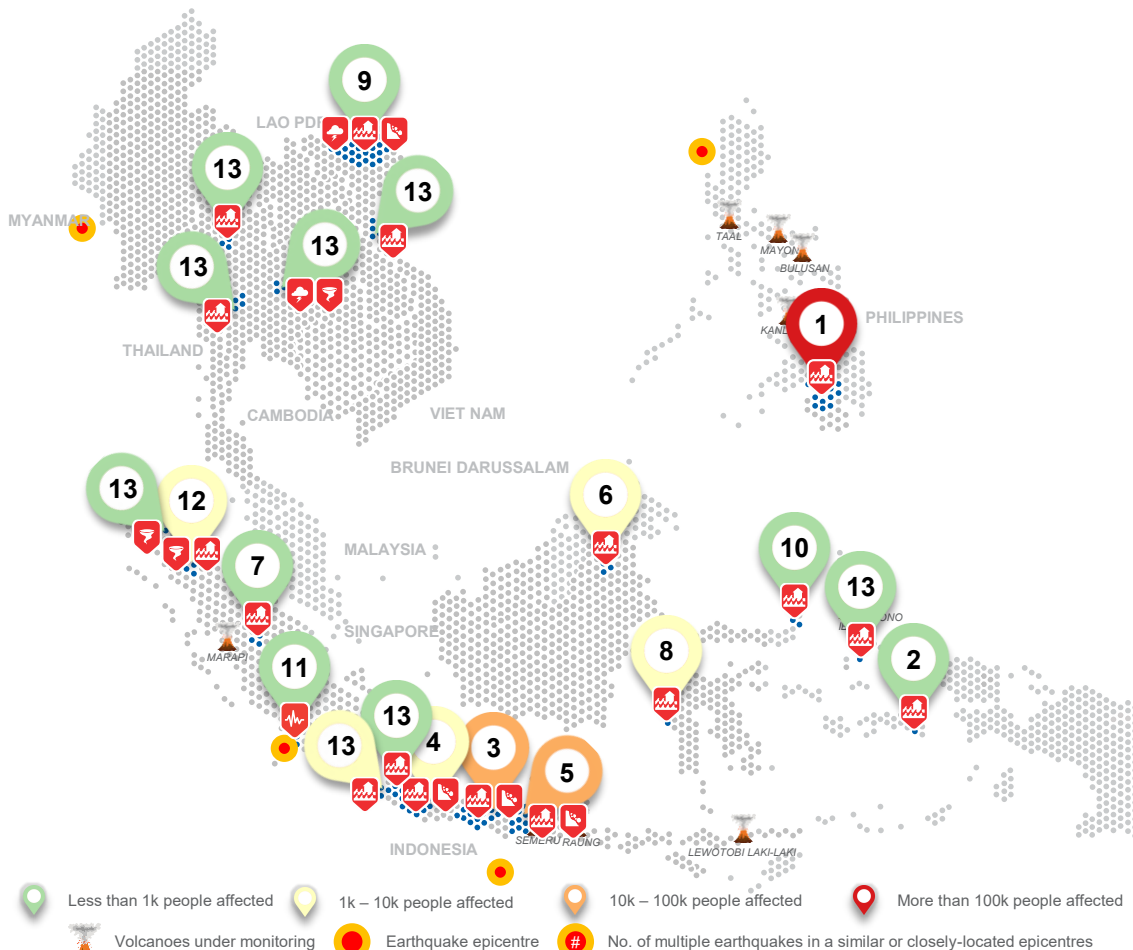 9
LAO PDR
13
13
MYANMAR
13
13
TAAL
MAYON
BULUSAN
PHILIPPINES
1
THAILAND
CAMBODIA
VIET NAM
BRUNEI DARUSSALAM
13
12
6
MALAYSIA
10
7
13
SINGAPORE
MARAPI
8
2
11
13
13
4
3
5
SEMERU
RAUNG
INDONESIA
LEWOTOBI LAKI-LAKI
Less than 1k people affected
1k – 10k people affected
10k – 100k people affected
More than 100k people affected
Volcanoes under monitoring
Earthquake epicentre
#
No. of multiple earthquakes in a similar or closely-located epicentres